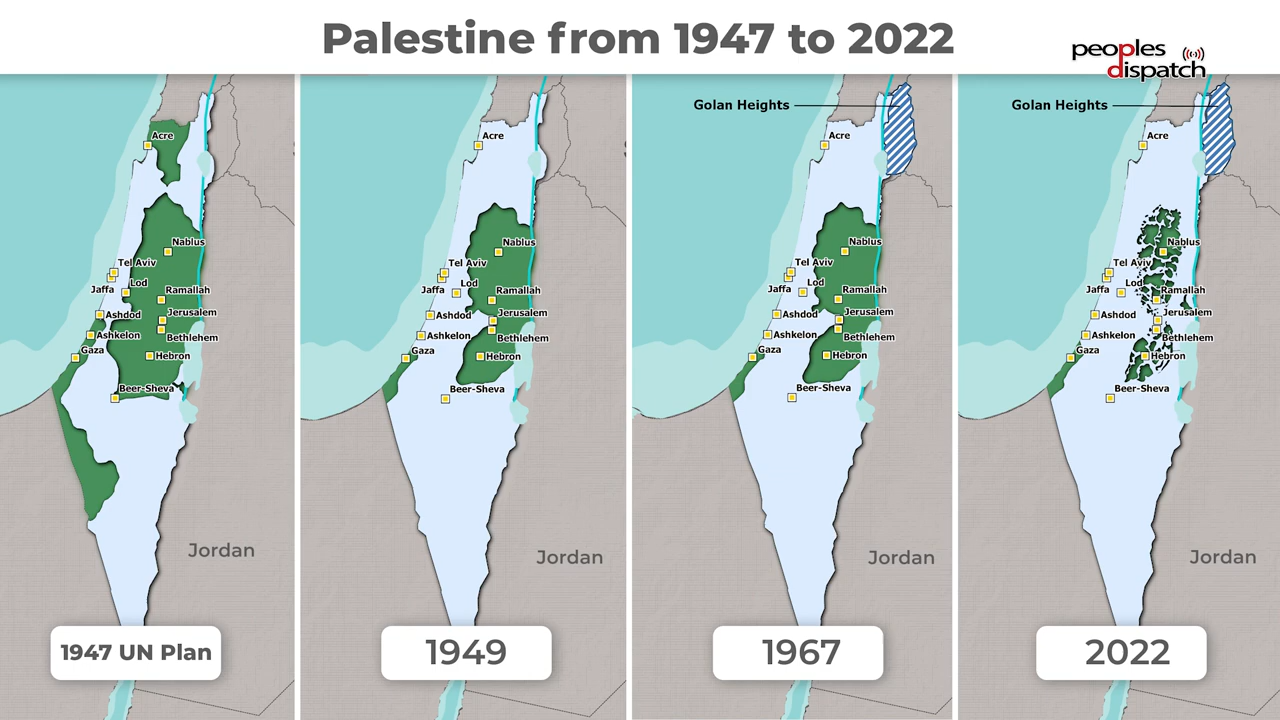 Palestine from 1947 to 2022
peoples
dispatch
Acre
Nablus
Tel Aviv
Lod
Jaffa
Ramallah
Ashdod
Jerusalem
Ashkelon
Bethlehem
Gaza
Hebron
Beer-Sheva
Jordan
1947 UN Plan
Acre
Nablus
Tel Aviv
Lod
Jaffa
Ramallah
Ashdod
Jerusalem
Ashkelon
Bethlehem
Gaza
Hebron
Beer-Sheva
Jordan
1949
Golan Heights
Acre
Nablus
Tel Aviv
Lod
Jaffa
Ramallah
Ashdod
Jerusalem
Ashkelon
Bethlehem
Gaza
Hebron
Beer-Sheva
Jordan
1967
Golan Heights
Acre
Nablus
Tel Aviv
Lod
Jaffa
Ramallah
Ashdod
Jerusalem
Ashkelon
Bethlehem
Gaza
Hebron
Beer-Sheva
Jordan
2022